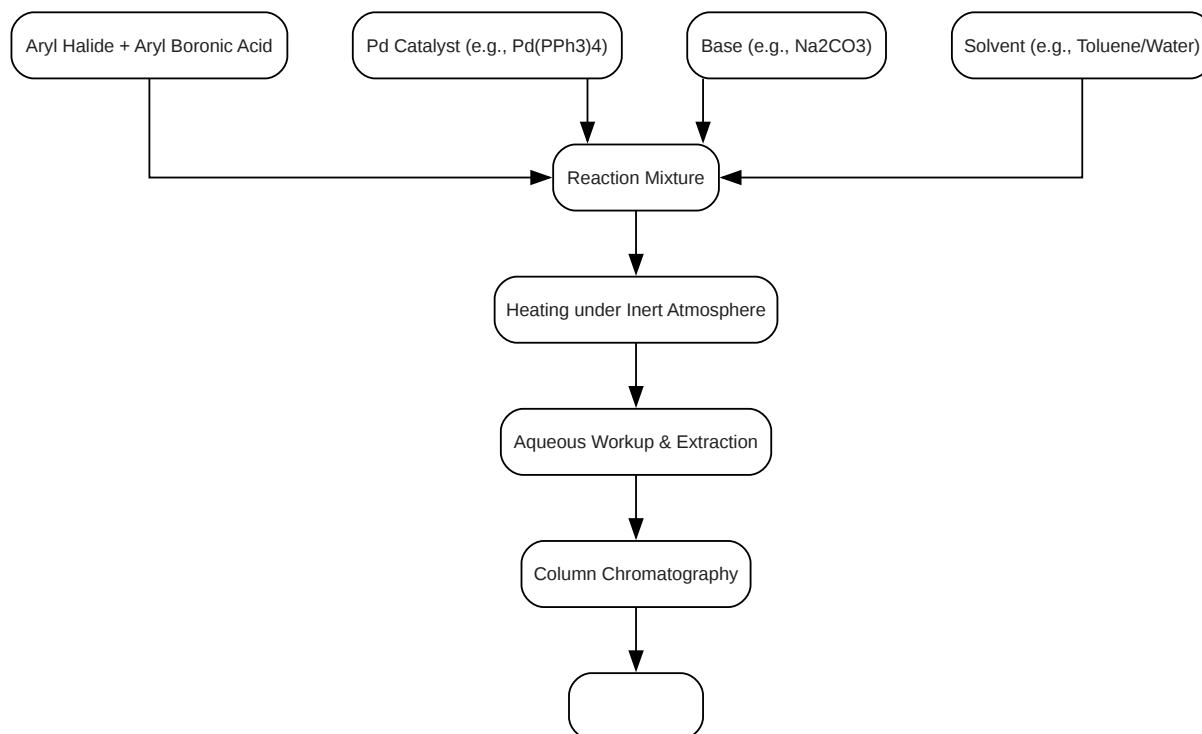 Aryl Halide + Aryl Boronic Acid
Pd Catalyst (e.g., Pd(PPh3)4)
Base (e.g., Na2CO3)
Solvent (e.g., Toluene/Water)
Reaction Mixture
Heating under Inert Atmosphere
Aqueous Workup & Extraction
Column Chromatography